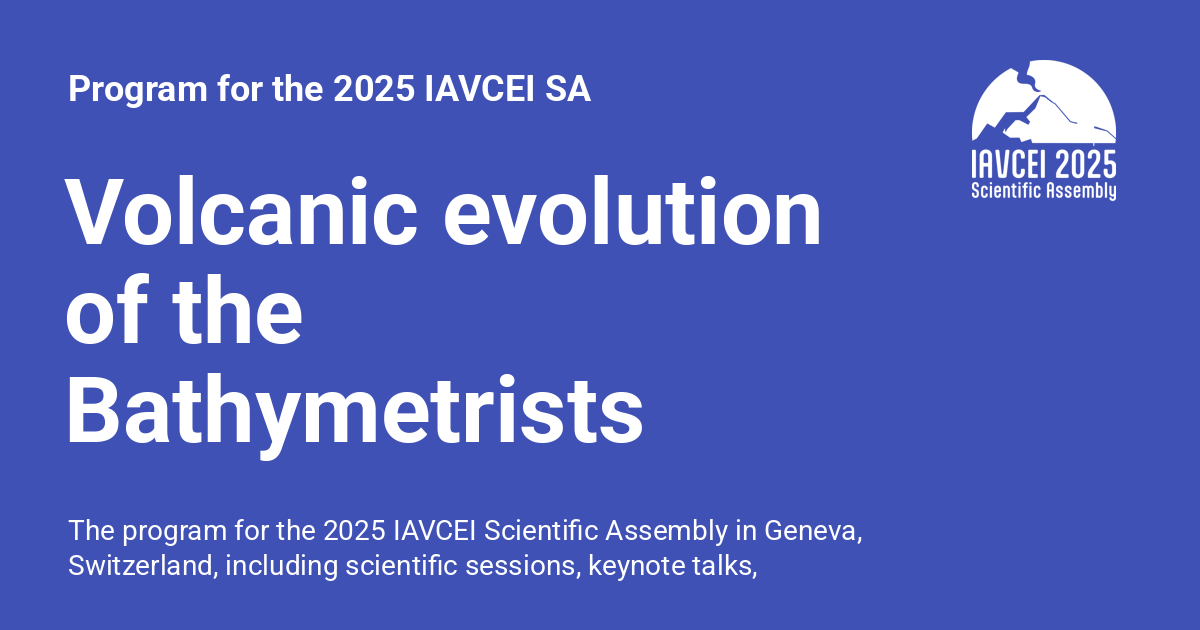 Program for the 2025 IAVCEI SA
IAVCEI 2025
Scientific Assembly
Volcanic evolution
of the
Bathymetrists
The program for the 2025 IAVCEI Scientific Assembly in Geneva,
Switzerland, including scientific sessions, keynote talks,